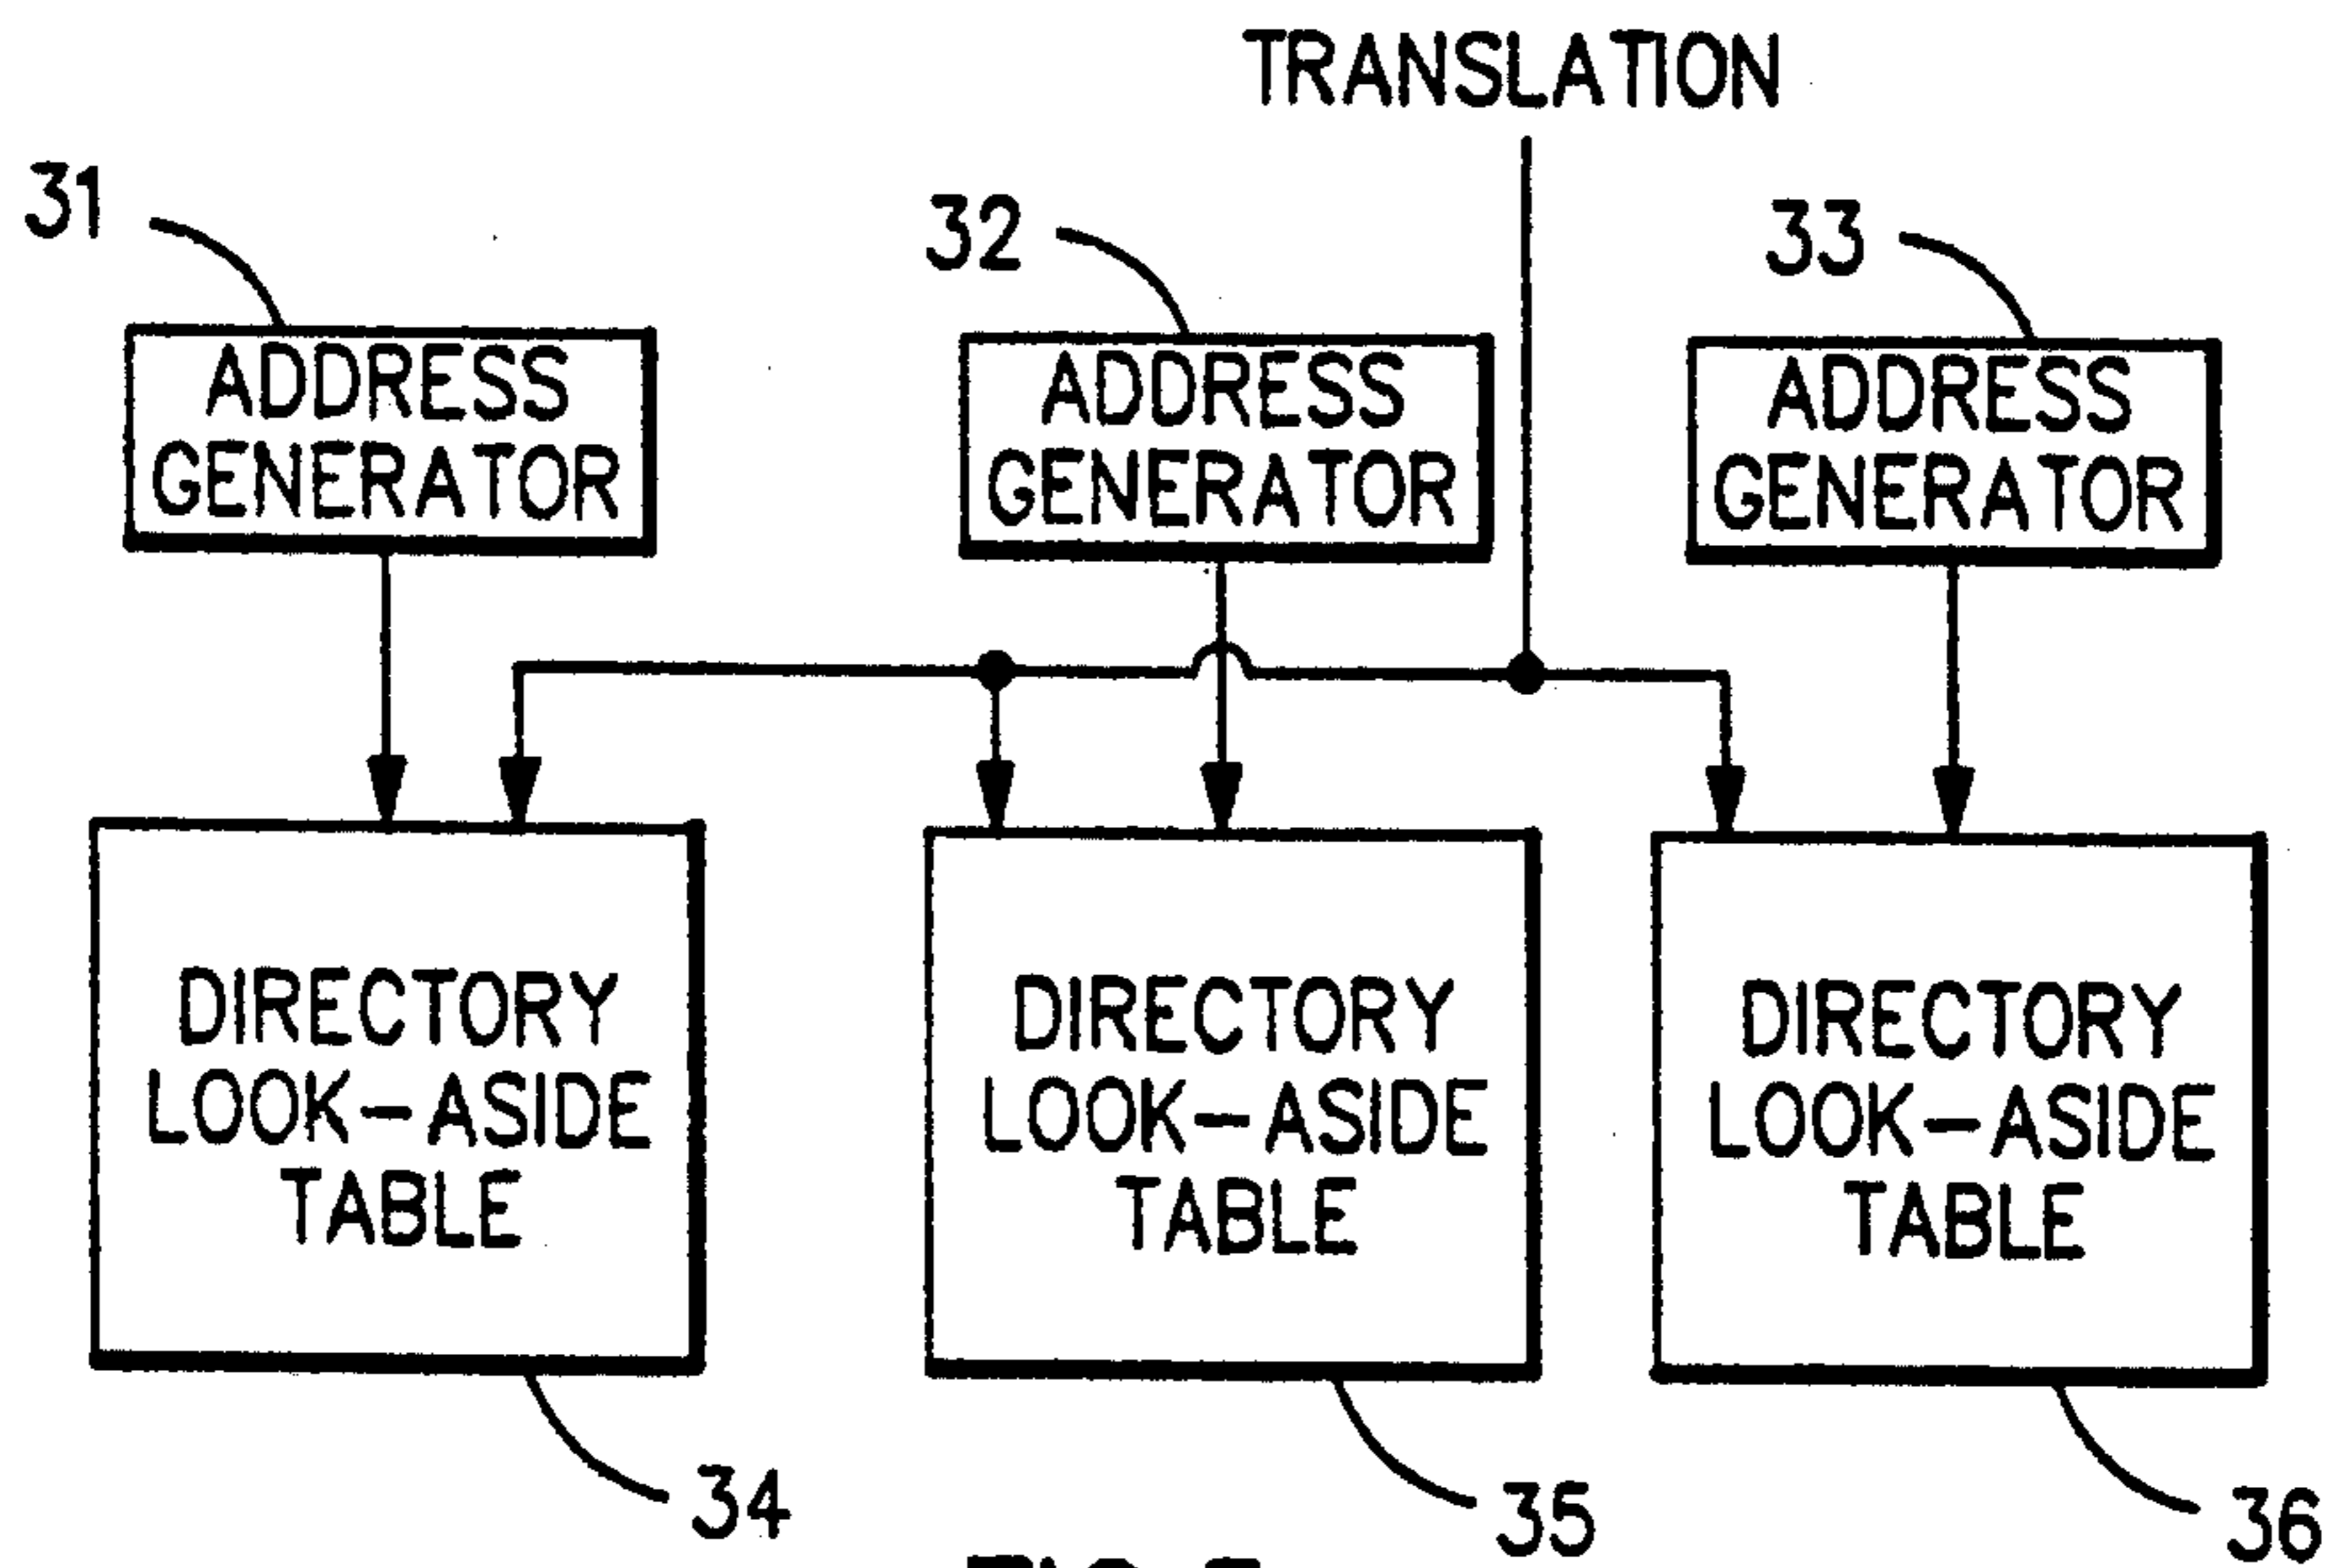 TRANSLATION
31
32
33
ADDRESS
GENERATOR
ADDRESS
GENERATOR
ADDRESS
GENERATOR
DIRECTORY
LOOK-ASIDE
TABLE
DIRECTORY
LOOK-ASIDE
TABLE
DIRECTORY
LOOK-ASIDE
TABLE
34
35
36